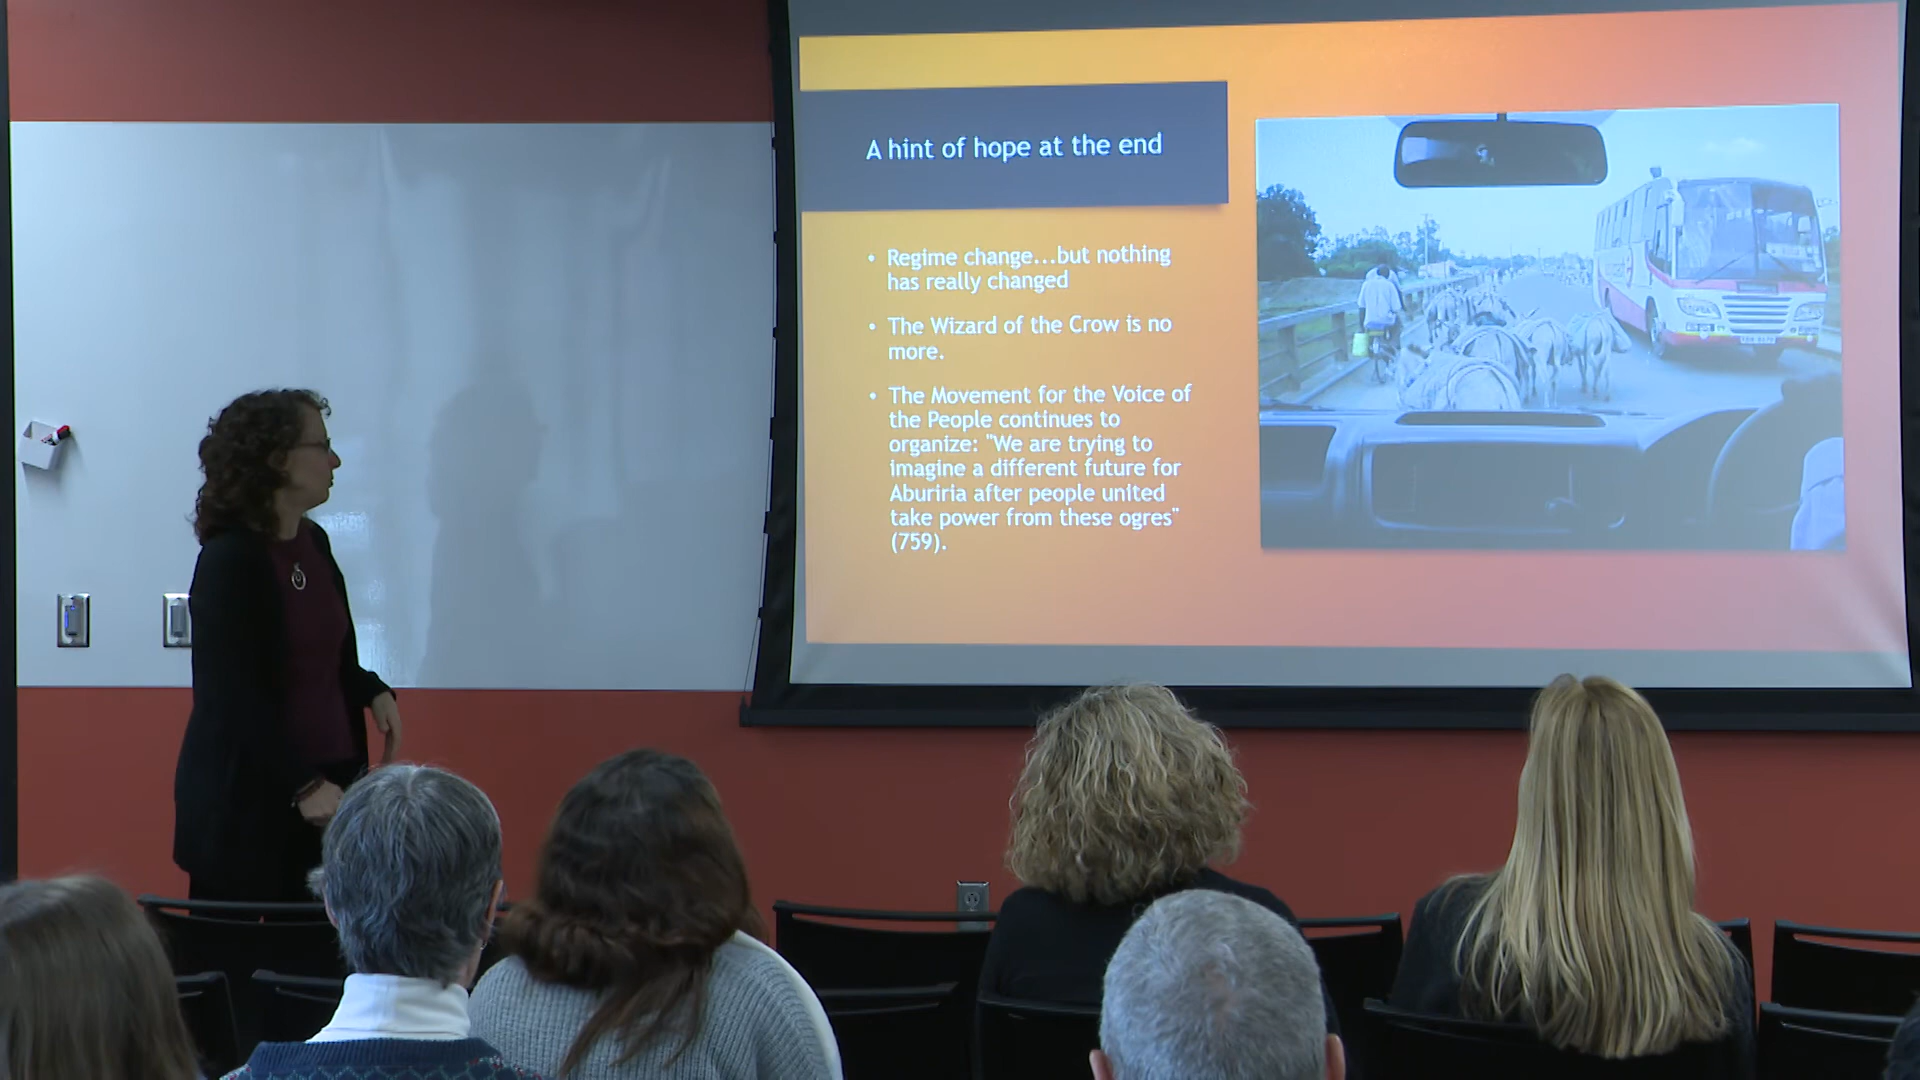 A hint of hope at the end
• Regime change...but nothing
has really changed
• The Wizard of the Crow is no
more.
• The Movement for the Voice of
the People continues to
organize: "We are trying to
imagine a different future for
Aburiria after people united
take power from these ogres"
(759).